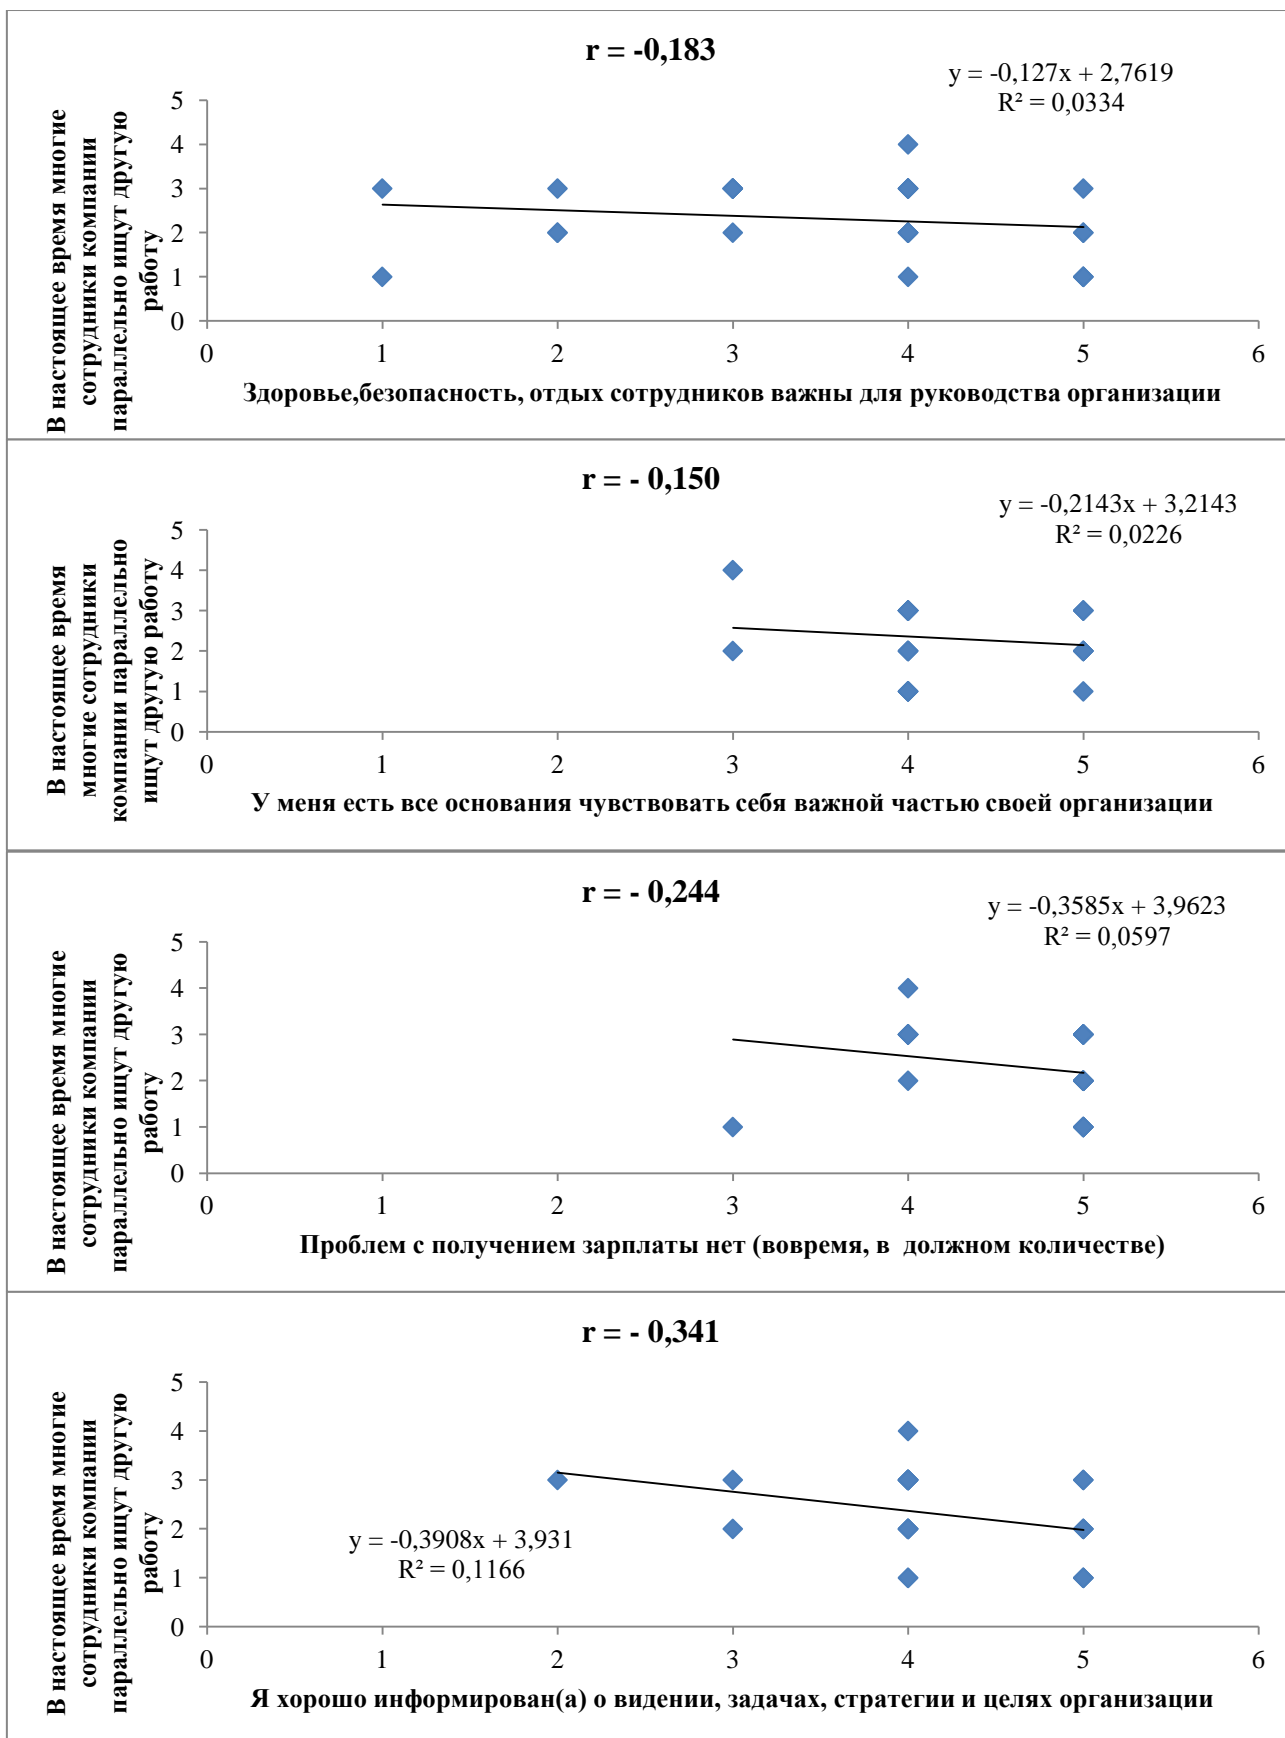 r = -0,183
y = -0,127x + 2,7619
R² = 0,0334
В настоящее время многие
сотрудники компании
параллельно ищут другую
работу
5
4
3
2
1
0
0 1 2 3 4 5 6
Здоровье,безопасность, отдых сотрудников важны для руководства организации
r = - 0,150
y = -0,2143x + 3,2143
R² = 0,0226
В настоящее время
многие сотрудники
компании параллельно
ищут другую работу
5
4
3
2
1
0
0 1 2 3 4 5 6
У меня есть все основания чувствовать себя важной частью своей организации
r = - 0,244
y = -0,3585x + 3,9623
R² = 0,0597
В настоящее время многие
сотрудники компании
параллельно ищут другую
работу
5
4
3
2
1
0
0 1 2 3 4 5 6
Проблем с получением зарплаты нет (вовремя, в должном количестве)
r = - 0,341
В настоящее время многие
сотрудники компании
параллельно ищут другую
работу
5
4
3
2
1
0
y = -0,3908x + 3,931
R² = 0,1166
0 1 2 3 4 5 6
Я хорошо информирован(а) о видении, задачах, стратегии и целях организации